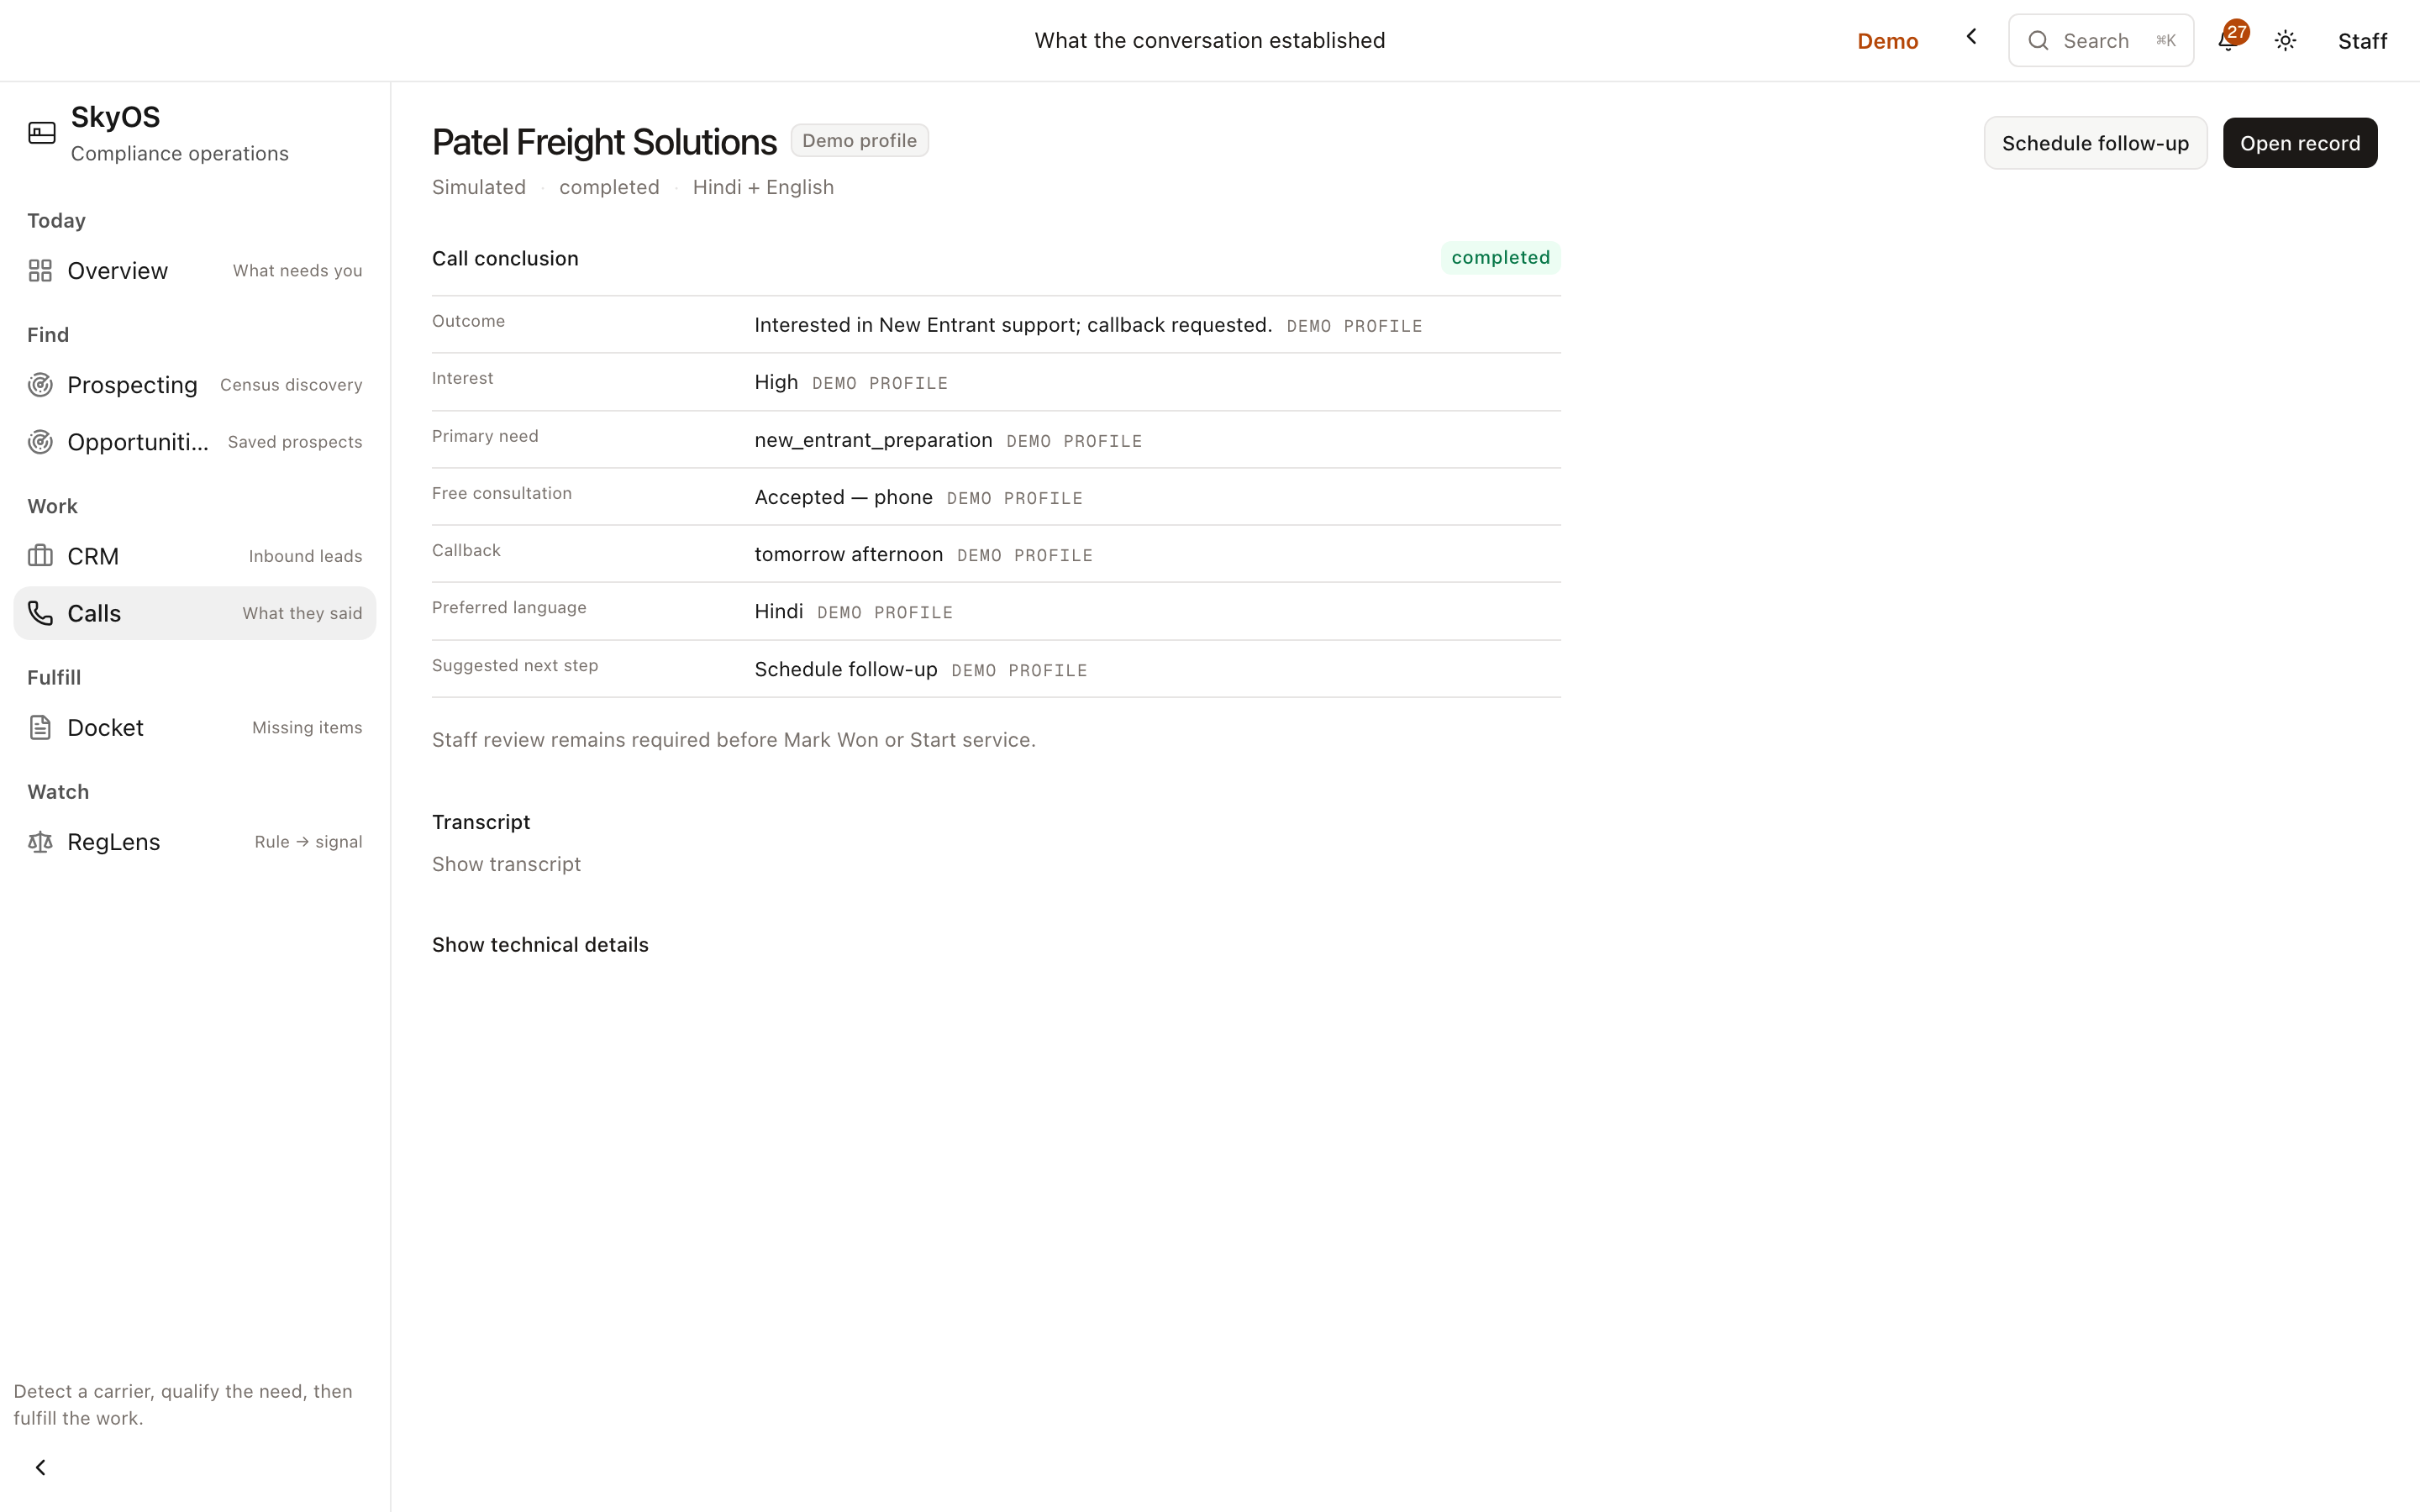 What the conversation established
Demo
Search ⌘K
27
Staff
SkyOS
Compliance operations
Today
Overview What needs you
Find
Prospecting Census discovery
Opportuniti... Saved prospects
Work
CRM Inbound leads
Calls What they said
Fulfill
Docket Missing items
Watch
RegLens Rule → signal
Detect a carrier, qualify the need, then
fulfill the work.
Patel Freight Solutions Demo profile
Simulated · completed · Hindi + English
Schedule follow-up
Open record
Call conclusion completed
Outcome Interested in New Entrant support; callback requested. DEMO PROFILE
Interest High DEMO PROFILE
Primary need new_entrant_preparation DEMO PROFILE
Free consultation Accepted — phone DEMO PROFILE
Callback tomorrow afternoon DEMO PROFILE
Preferred language Hindi DEMO PROFILE
Suggested next step Schedule follow-up DEMO PROFILE
Staff review remains required before Mark Won or Start service.
Transcript
Show transcript
Show technical details